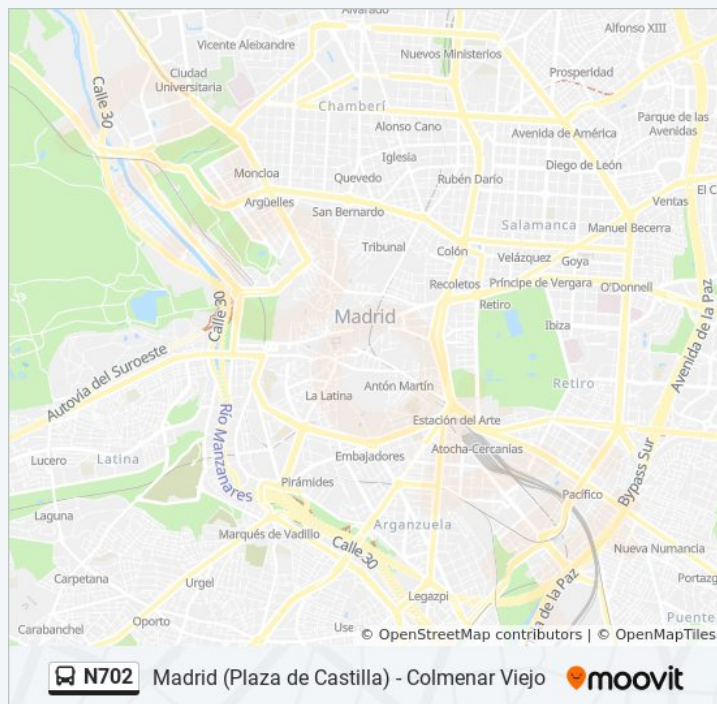 Alvarado
Alfonso XIII
Vicente Aleixandre
Nuevos Ministerios
Ciudad
Universitaria
Prosperidad
Calle 30
Chamberí
Parque de las
Avenidas
Alonso Cano
Avenida de América
Iglesia
Diego de León
Moncloa
Quevedo
Rubén Darío
El C
Argüelles
San Bernardo
Ventas
Salamanca
Manuel Becerra
Tribunal
Colón
Velázquez
Goya
Recoletos
Príncipe de Vergara
O'Donnell
Calle 30
Retiro
Madrid
Ibiza
Avenida de la Paz
Autovía del Suroeste
Antón Martín
Retiro
La Latina
Estación del Arte
Río Manzanares
Atocha-Cercanías
Lucero
Latina
Embajadores
Bypass Sur
Pirámides
Pacífico
Laguna
Arganzuela
Marqués de Vadillo
Calle 30
Nueva Numancia
Carpetana
Urgel
Portazg
Legazpi
a de la Paz
Oporto
Puente
Carabanchel
Use
© OpenStreetMap contributors | © OpenMapTiles
N702
Madrid (Plaza de Castilla) - Colmenar Viejo
moovit